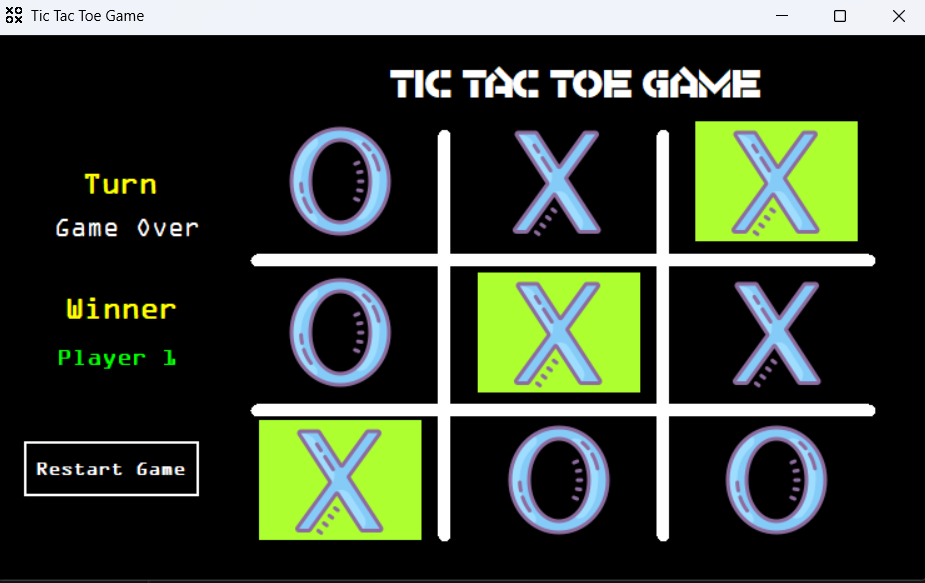 Tic Tac Toe Game
TIC TAC TOE GAME
Turn
Game Over
Winner
Player 1
Restart Game
O X X
O X X
X O O